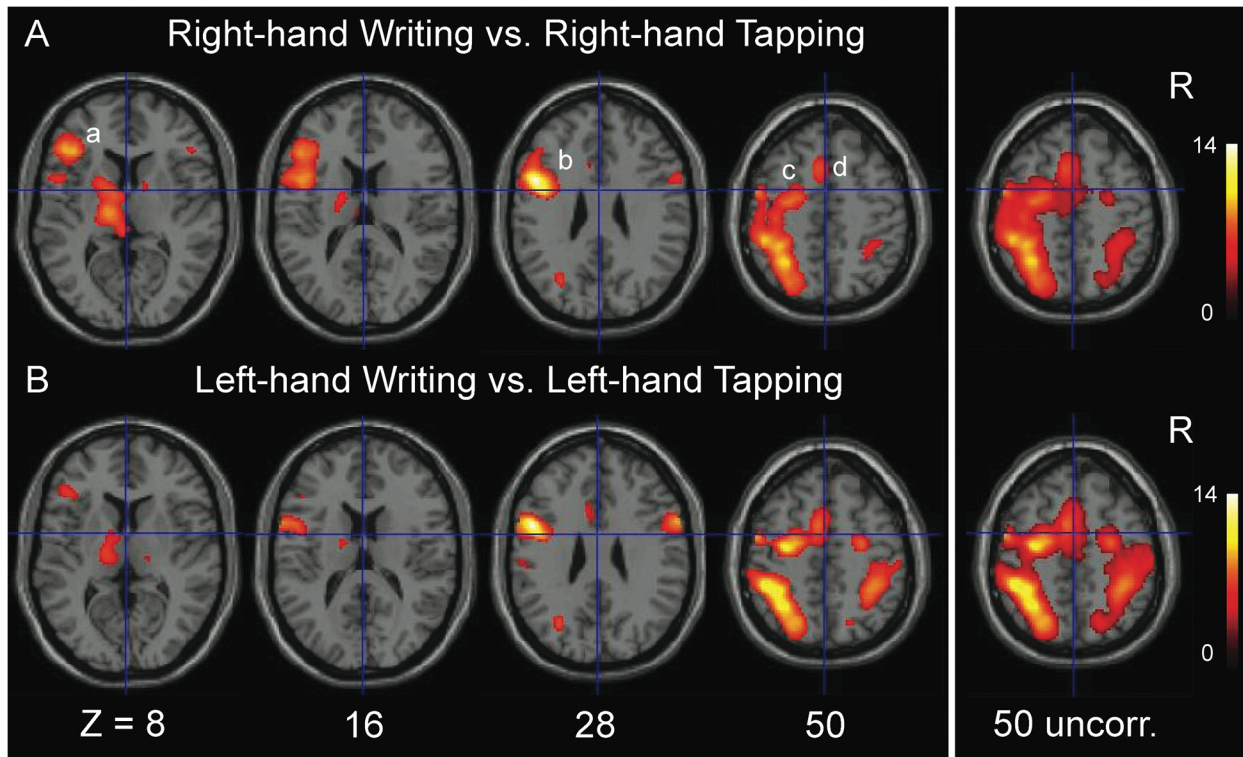 A Right-hand Writing vs. Right-hand Tapping
R
a
b
c d
14
0
B Left-hand Writing vs. Left-hand Tapping
R
14
0
Z = 8 16 28 50 50 uncorr.